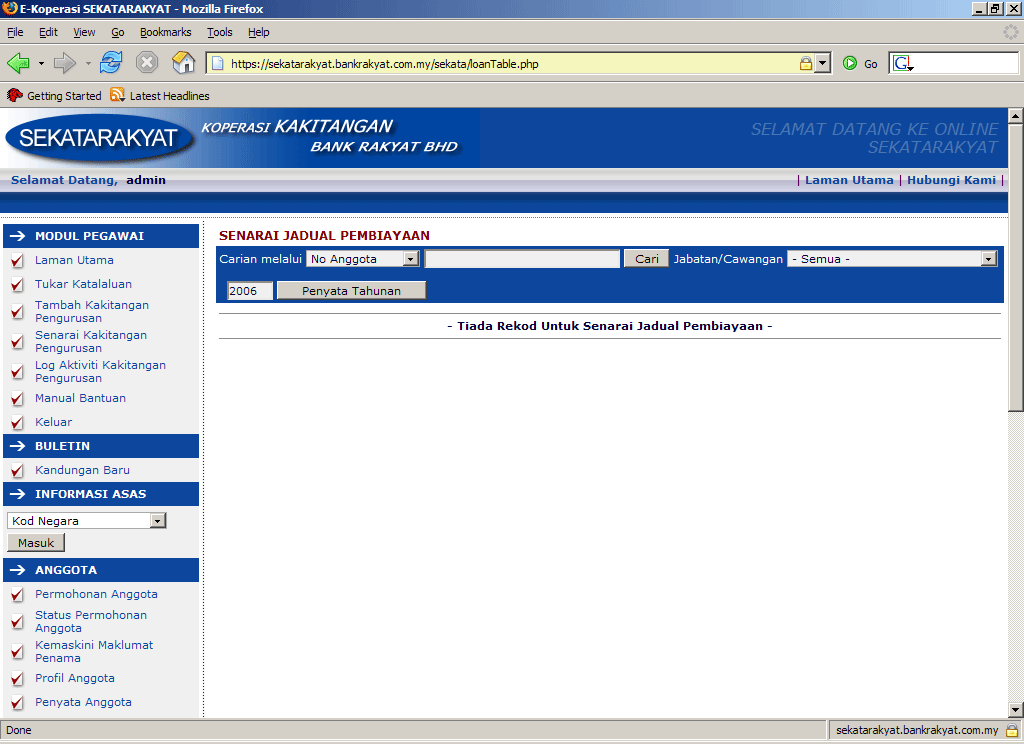 E-Koperasi SEKATARAKYAT - Mozilla Firefox
File Edit View Go Bookmarks Tools Help
https://sekatarakyat.bankrakyat.com.my/sekata/loanTable.php Go G
Getting Started Latest Headlines
SEKATARAKYAT KOPERASI KAKITANGAN
BANK RAKYAT BHD
SELAMAT DATANG KE ONLINE
SEKATARAKYAT
Selamat Datang, admin | Laman Utama | Hubungi Kami |
MODUL PEGAWAI
Laman Utama
Tukar Katalaluan
Tambah Kakitangan
Pengurusan
Senarai Kakitangan
Pengurusan
Log Aktiviti Kakitangan
Pengurusan
Manual Bantuan
Keluar
BULETIN
Kandungan Baru
INFORMASI ASAS
Kod Negara
Masuk
ANGGOTA
Permohonan Anggota
Status Permohonan
Anggota
Kemaskini Maklumat
Penama
Profil Anggota
Penyata Anggota
SENARAI JADUAL PEMBIAYAAN
Carian melalui No Anggota Cari Jabatan/Cawangan - Semua -
2006 Penyata Tahunan
- Tiada Rekod Untuk Senarai Jadual Pembiayaan -
Done sekatarakyat.bankrakyat.com.my